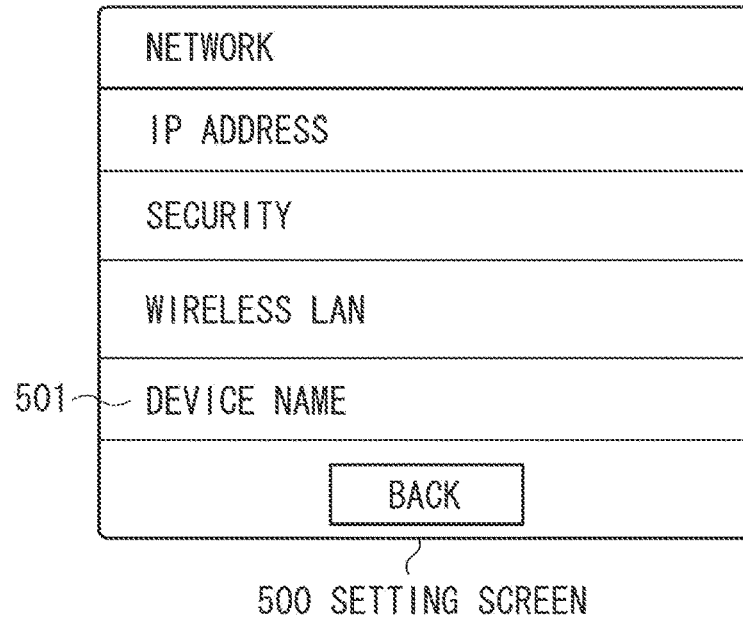 NETWORK
IP ADDRESS
SECURITY
WIRELESS LAN
501 DEVICE NAME
BACK
500 SETTING SCREEN